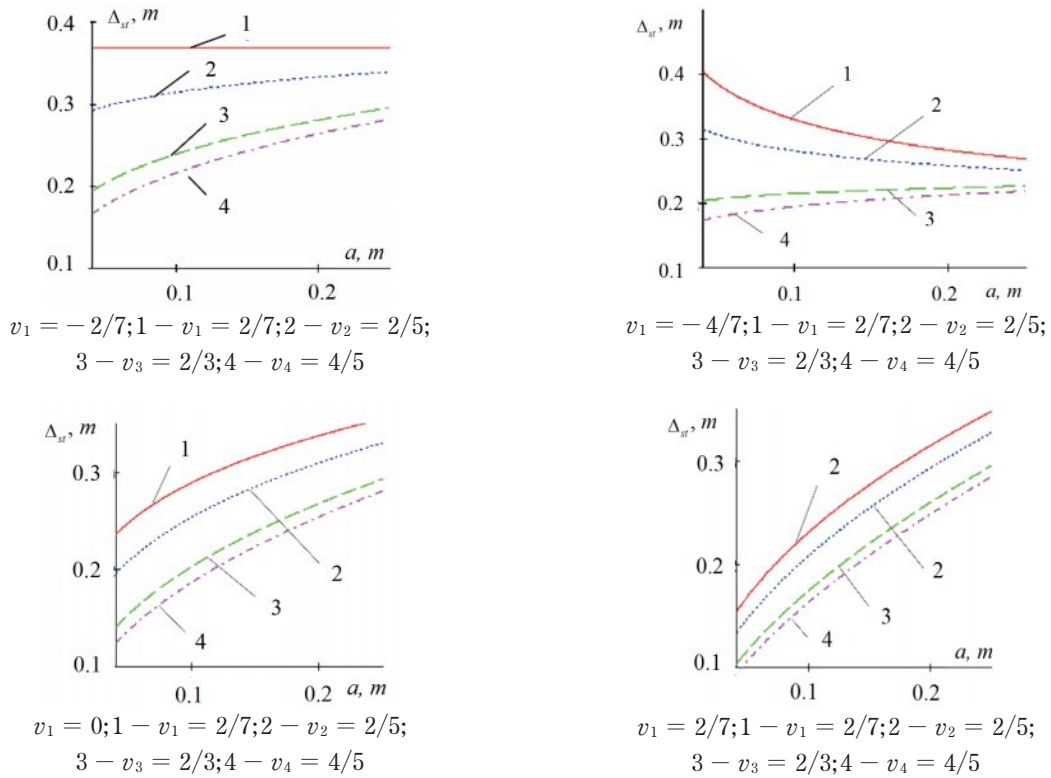 Δst, m
0.4
1
2
0.3
3
0.2
4
a, m
0.1
0.1
0.2
v1 = −2/7;1 − v1 = 2/7;2 − v2 = 2/5;
3 − v3 = 2/3;4 − v4 = 4/5
Δst, m
0.4
1
2
0.3
0.2
3
4
0.1
0.1
0.2
a, m
v1 = −4/7;1 − v1 = 2/7;2 − v2 = 2/5;
3 − v3 = 2/3;4 − v4 = 4/5
Δst, m
1
0.3
0.2
2
3
4
0.1
a, m
0.1
0.2
v1 = 0;1 − v1 = 2/7;2 − v2 = 2/5;
3 − v3 = 2/3;4 − v4 = 4/5
Δst, m
0.3
2
0.2
2
3
4
a, m
0.1
0.1
0.2
v1 = 2/7;1 − v1 = 2/7;2 − v2 = 2/5;
3 − v3 = 2/3;4 − v4 = 4/5